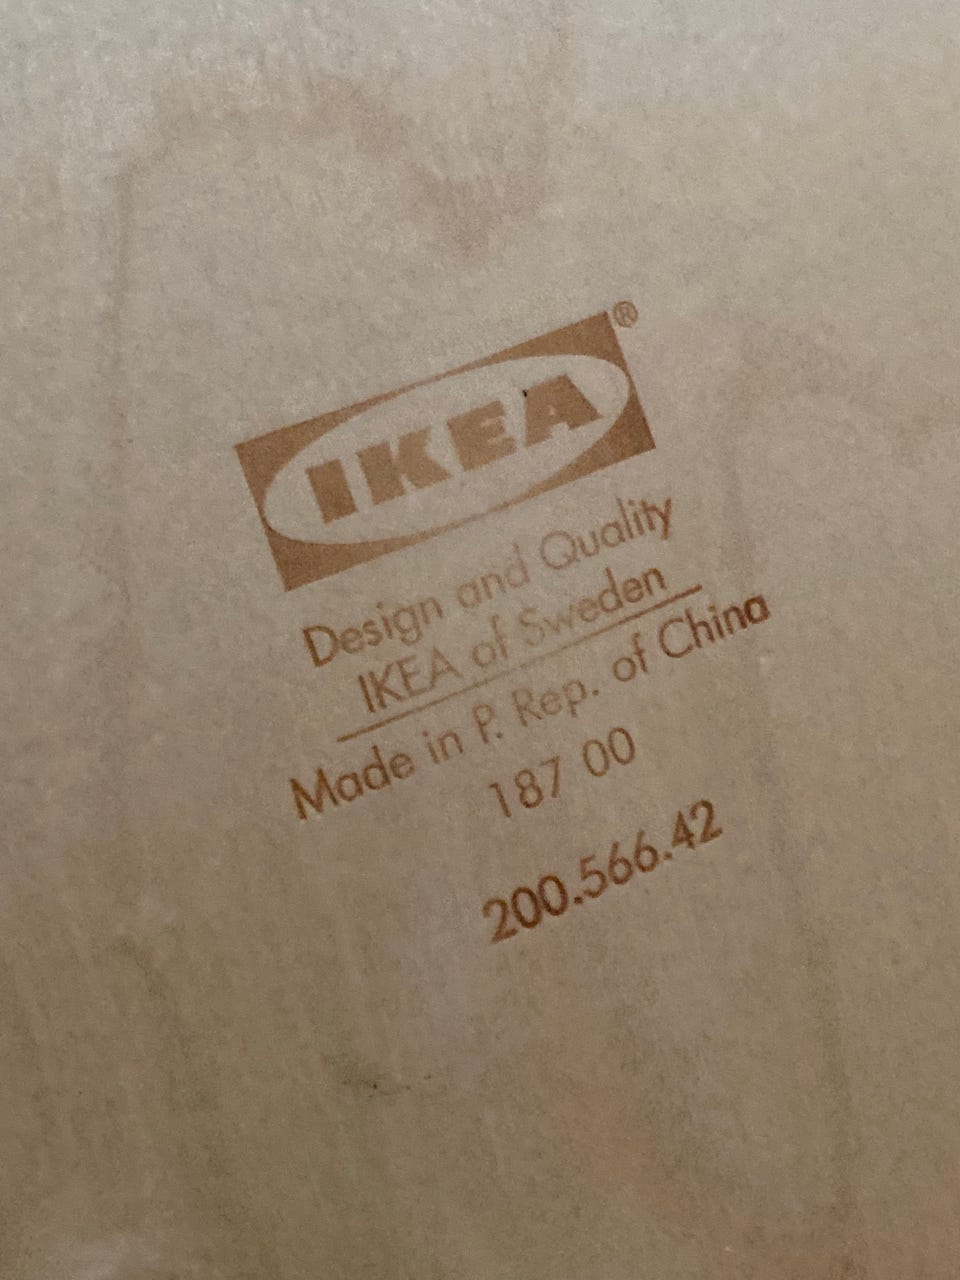 IKEA®
Design and Quality
IKEA of Sweden
Made in P. Rep. of China
187 00
200.566.42